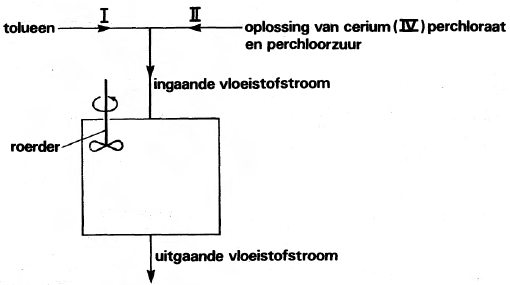 I
II
tolueen
oplossing van cerium (IV) perchloraat
en perchloorzuur
ingaande vloeistofstroom
roerder
uitgaande vloeistofstroom